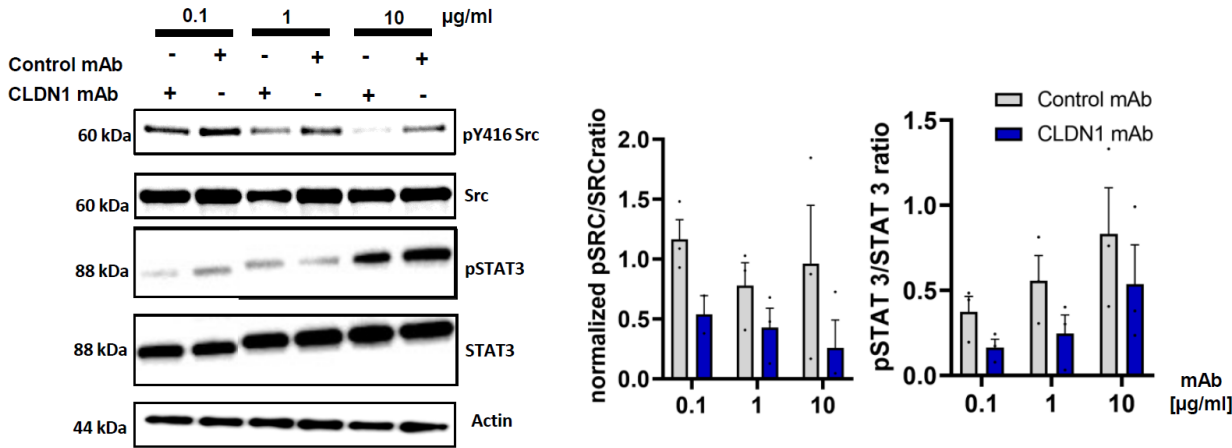 0.1 1 10 µg/ml
Control mAb - + - + - +
CLDN1 mAb + - + - + -
60 kDa pY416 Src
60 kDa Src
88 kDa pSTAT3
88 kDa STAT3
44 kDa Actin
normalized pSRC/SRCratio
2.0
1.5
1.0
0.5
0.0
0.1 1 10
pSTAT 3/STAT 3 ratio
1.5
1.0
0.5
0.0
0.1 1 10
Control mAb
CLDN1 mAb
mAb
[µg/ml]